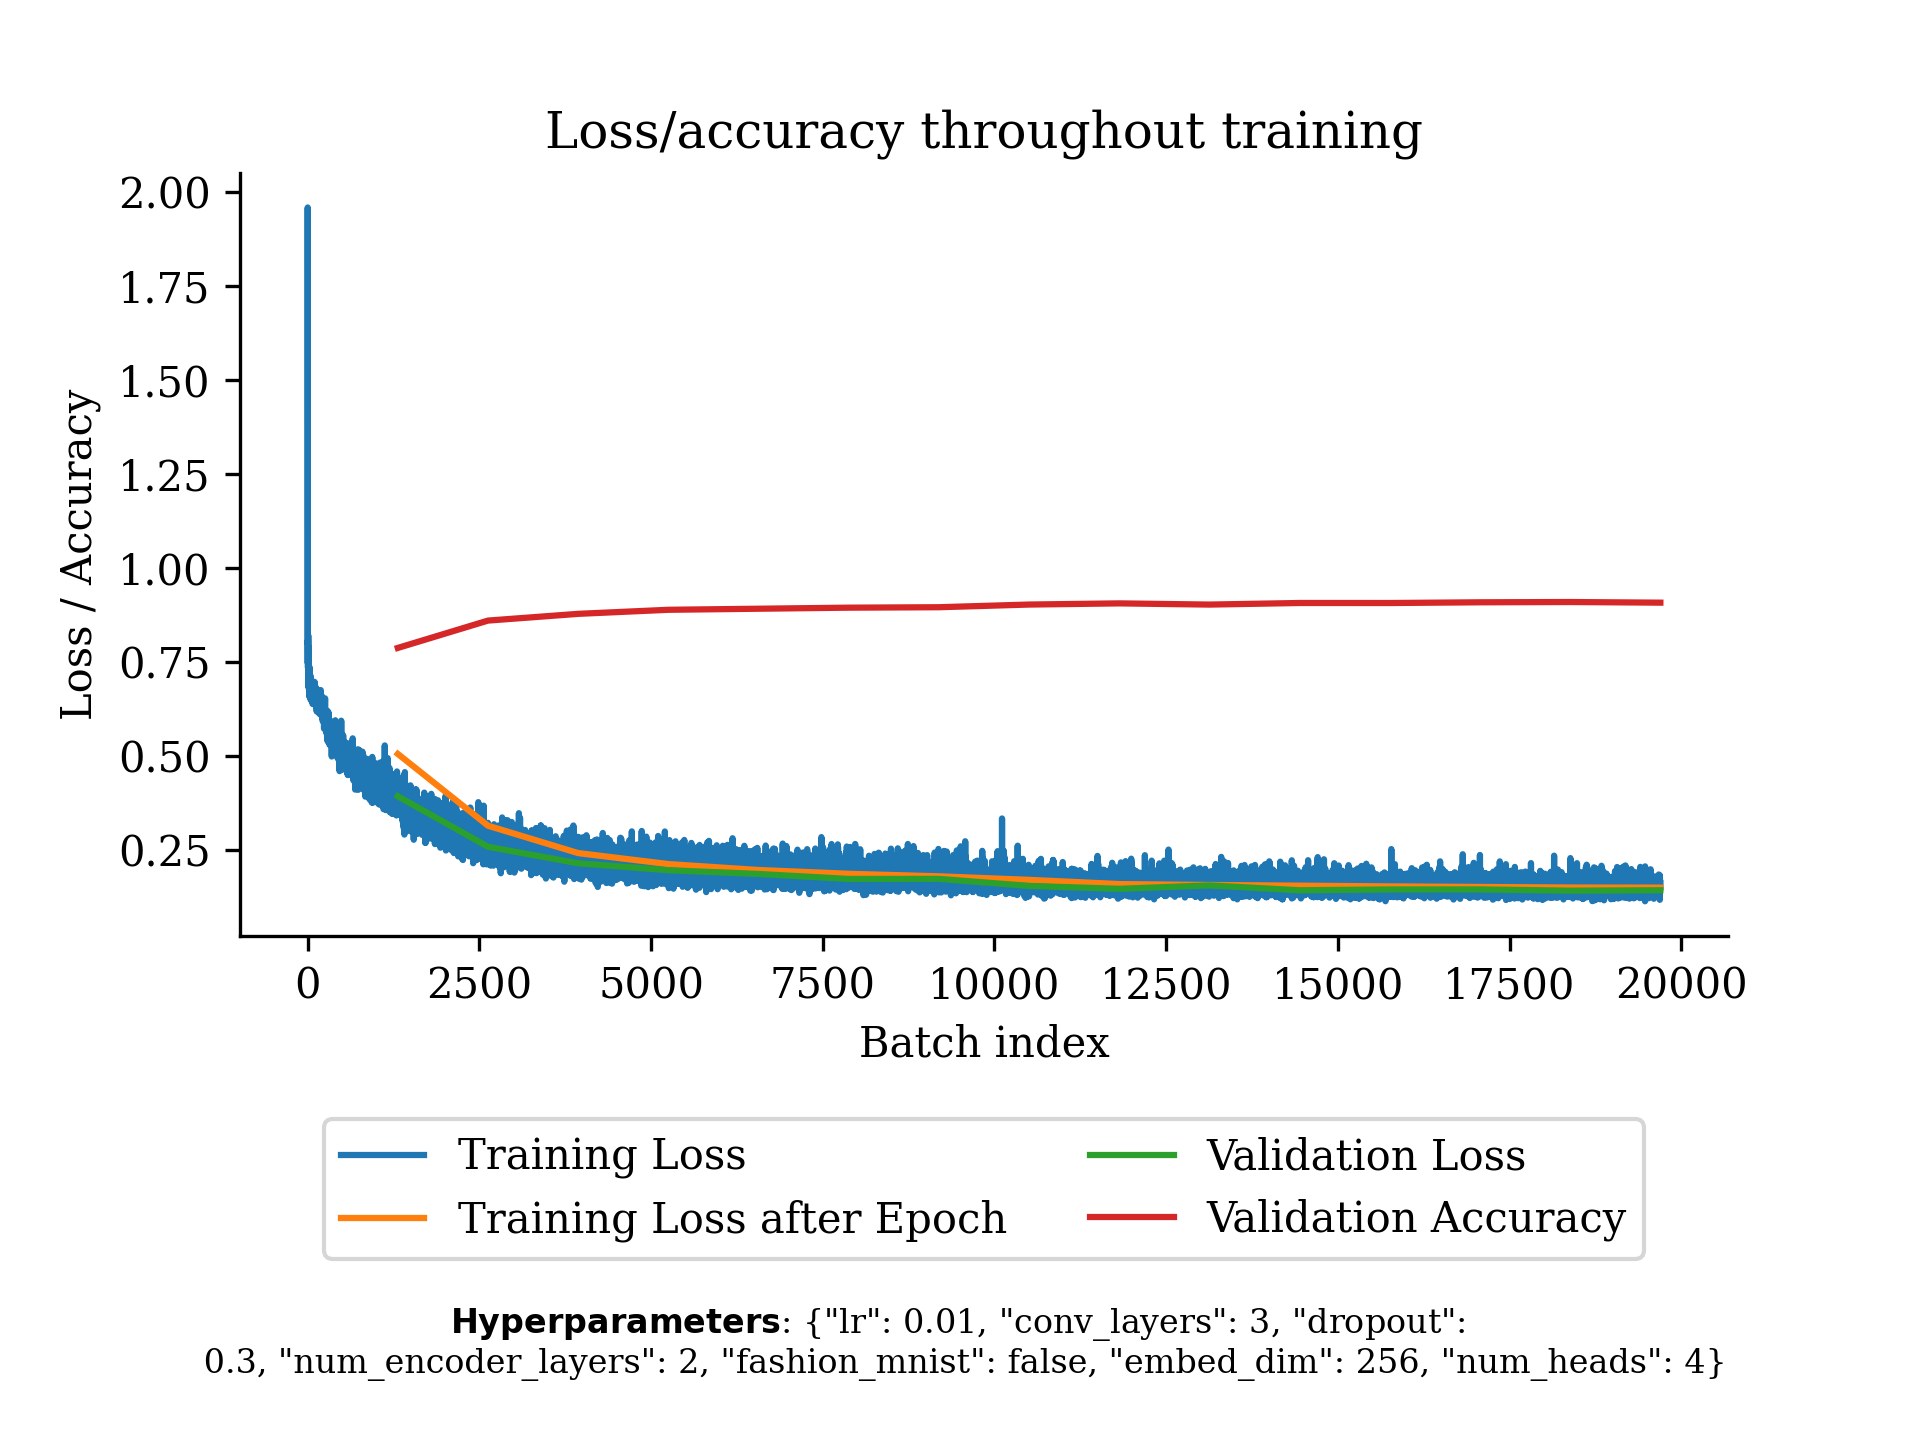 Loss/accuracy throughout training
2.00
1.75
1.50
1.25
1.00
0.75
0.50
0.25
Loss / Accuracy
0 2500 5000 7500 10000 12500 15000 17500 20000
Batch index
Training Loss
Training Loss after Epoch
Validation Loss
Validation Accuracy
Hyperparameters: {"lr": 0.01, "conv_layers": 3, "dropout":
0.3, "num_encoder_layers": 2, "fashion_mnist": false, "embed_dim": 256, "num_heads": 4}